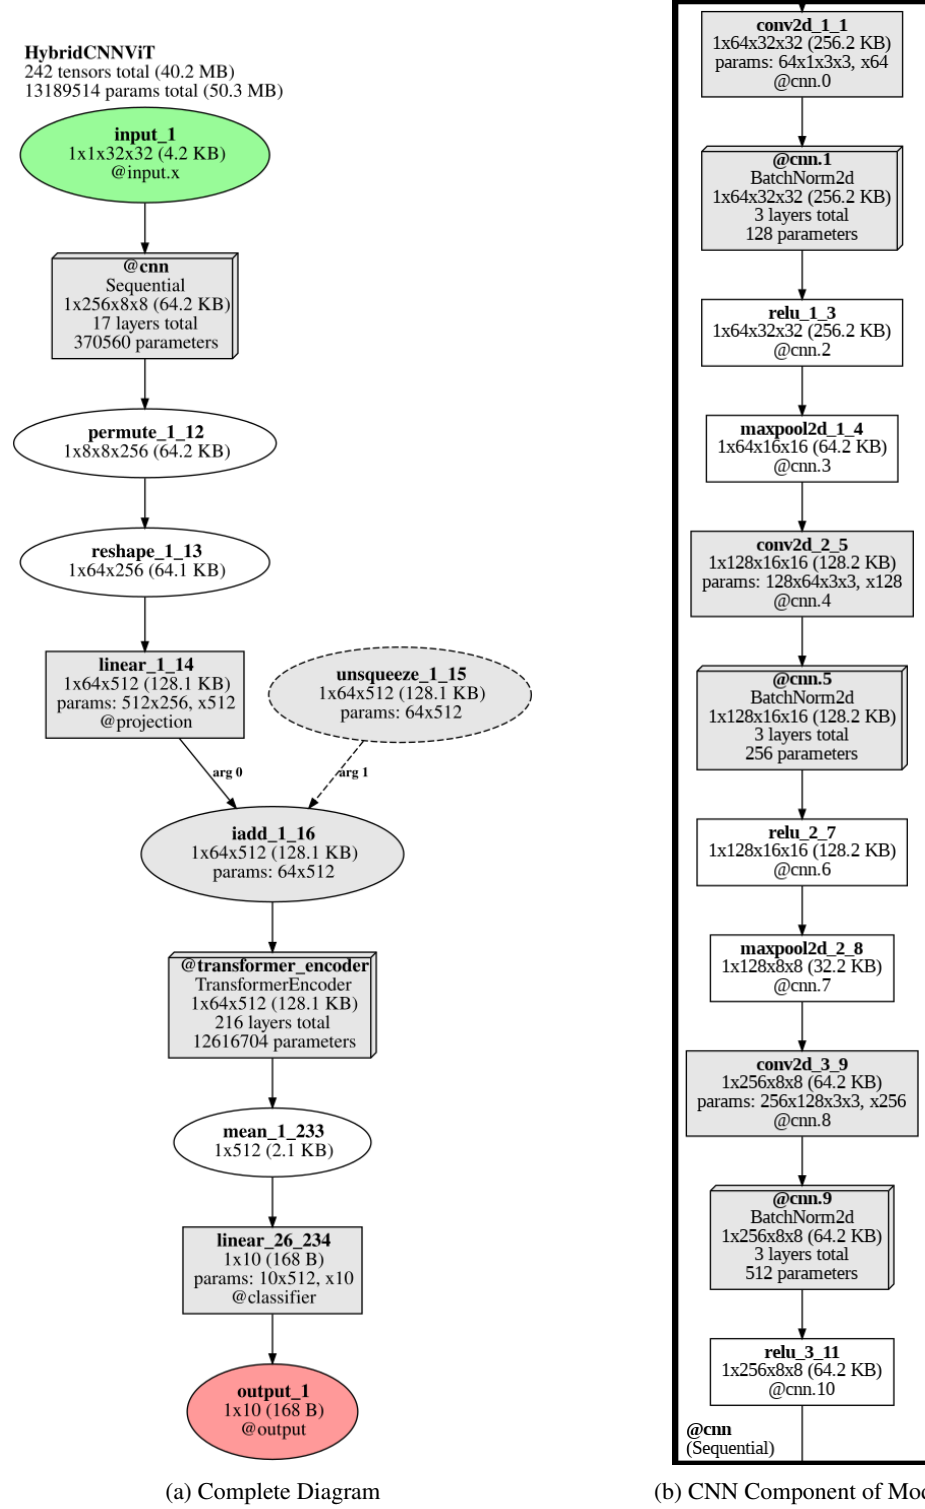 HybridCNNViT
242 tensors total (40.2 MB)
13189514 params total (50.3 MB)
input_1
1x1x32x32 (4.2 KB)
@input.x
@cnn
Sequential
1x256x8x8 (64.2 KB)
17 layers total
370560 parameters
permute_1_12
1x8x8x256 (64.2 KB)
reshape_1_13
1x64x256 (64.1 KB)
linear_1_14
1x64x512 (128.1 KB)
params: 512x256, x512
@projection
unsqueeze_1_15
1x64x512 (128.1 KB)
params: 64x512
arg 0
arg 1
iadd_1_16
1x64x512 (128.1 KB)
params: 64x512
@transformer_encoder
TransformerEncoder
1x64x512 (128.1 KB)
216 layers total
12616704 parameters
mean_1_233
1x512 (2.1 KB)
linear_26_234
1x10 (168 B)
params: 10x512, x10
@classifier
output_1
1x10 (168 B)
@output
(a) Complete Diagram
conv2d_1_1
1x64x32x32 (256.2 KB)
params: 64x1x3x3, x64
@cnn.0
@cnn.1
BatchNorm2d
1x64x32x32 (256.2 KB)
3 layers total
128 parameters
relu_1_3
1x64x32x32 (256.2 KB)
@cnn.2
maxpool2d_1_4
1x64x16x16 (64.2 KB)
@cnn.3
conv2d_2_5
1x128x16x16 (128.2 KB)
params: 128x64x3x3, x128
@cnn.4
@cnn.5
BatchNorm2d
1x128x16x16 (128.2 KB)
3 layers total
256 parameters
relu_2_7
1x128x16x16 (128.2 KB)
@cnn.6
maxpool2d_2_8
1x128x8x8 (32.2 KB)
@cnn.7
conv2d_3_9
1x256x8x8 (64.2 KB)
params: 256x128x3x3, x256
@cnn.8
@cnn.9
BatchNorm2d
1x256x8x8 (64.2 KB)
3 layers total
512 parameters
relu_3_11
1x256x8x8 (64.2 KB)
@cnn.10
@cnn
(Sequential)
(b) CNN Component of